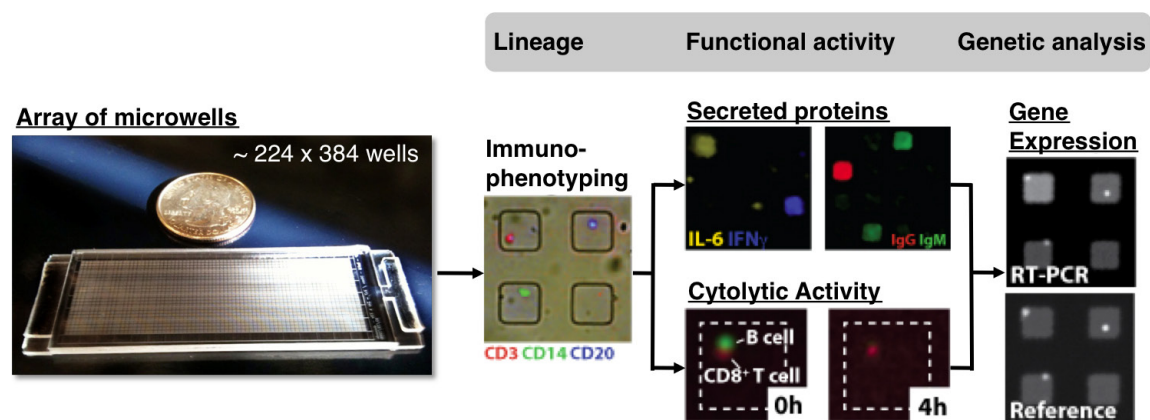 Lineage
Functional activity
Genetic analysis
Array of microwells
~ 224 x 384 wells
Immuno-
phenotyping
CD3 CD14 CD20
Secreted proteins
IL-6 IFNγ
IgG IgM
Cytolytic Activity
B cell
CD8⁺ T cell
0h
4h
Gene
Expression
RT-PCR
Reference